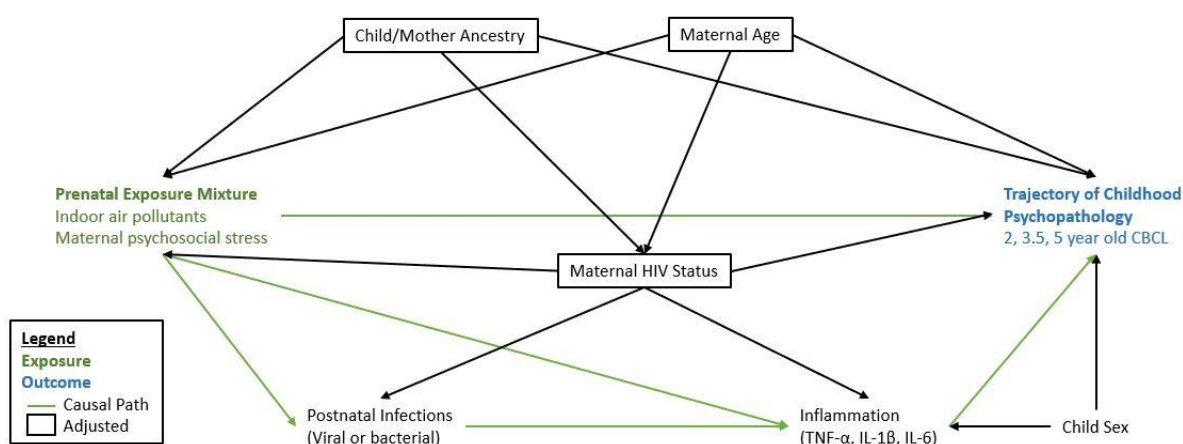 Child/Mother Ancestry
Maternal Age
Prenatal Exposure Mixture
Indoor air pollutants
Maternal psychosocial stress
Trajectory of Childhood
Psychopathology
2, 3.5, 5 year old CBCL
Maternal HIV Status
Legend
Exposure
Outcome
Causal Path
Adjusted
Postnatal Infections
(Viral or bacterial)
Inflammation
(TNF-α, IL-1β, IL-6)
Child Sex